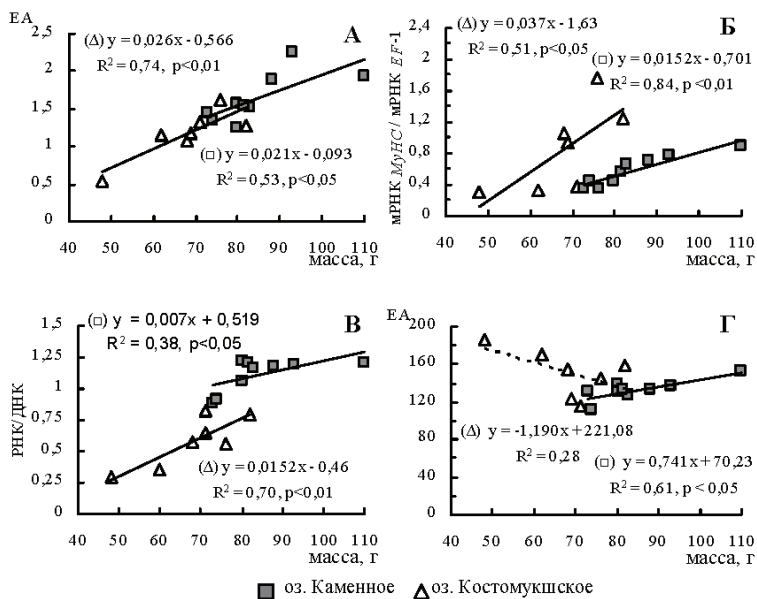 ЕА
А
(Δ) y = 0,026x - 0,566
R² = 0,74, p<0,01
(□) y = 0,021x - 0,093
R² = 0,53, p<0,05
2,5
2
1,5
1
0,5
0
40 50 60 70 80 90 100 110
масса, г
Б
(Δ) y = 0,037x - 1,63
R² = 0,51, p<0,05
(□) y = 0,0152x - 0,701
R² = 0,84, p<0,01
мРНК MyHC / мРНК EF-1
2,4
2
1,6
1,2
0,8
0,4
0
40 50 60 70 80 90 100 110
масса, г
В
(□) y = 0,007x + 0,519
R² = 0,38, p<0,05
(Δ) y = 0,0152x - 0,46
R² = 0,70, p<0,01
РНК/ДНК
1,5
1,25
1
0,75
0,5
0,25
0
40 50 60 70 80 90 100 110
масса, г
ЕА
Г
(Δ) y = -1,190x + 221,08
R² = 0,28
(□) y = 0,741x + 70,23
R² = 0,61, p < 0,05
200
160
120
80
40
0
40 50 60 70 80 90 100 110
масса, г
оз. Каменное
оз. Костомукшское